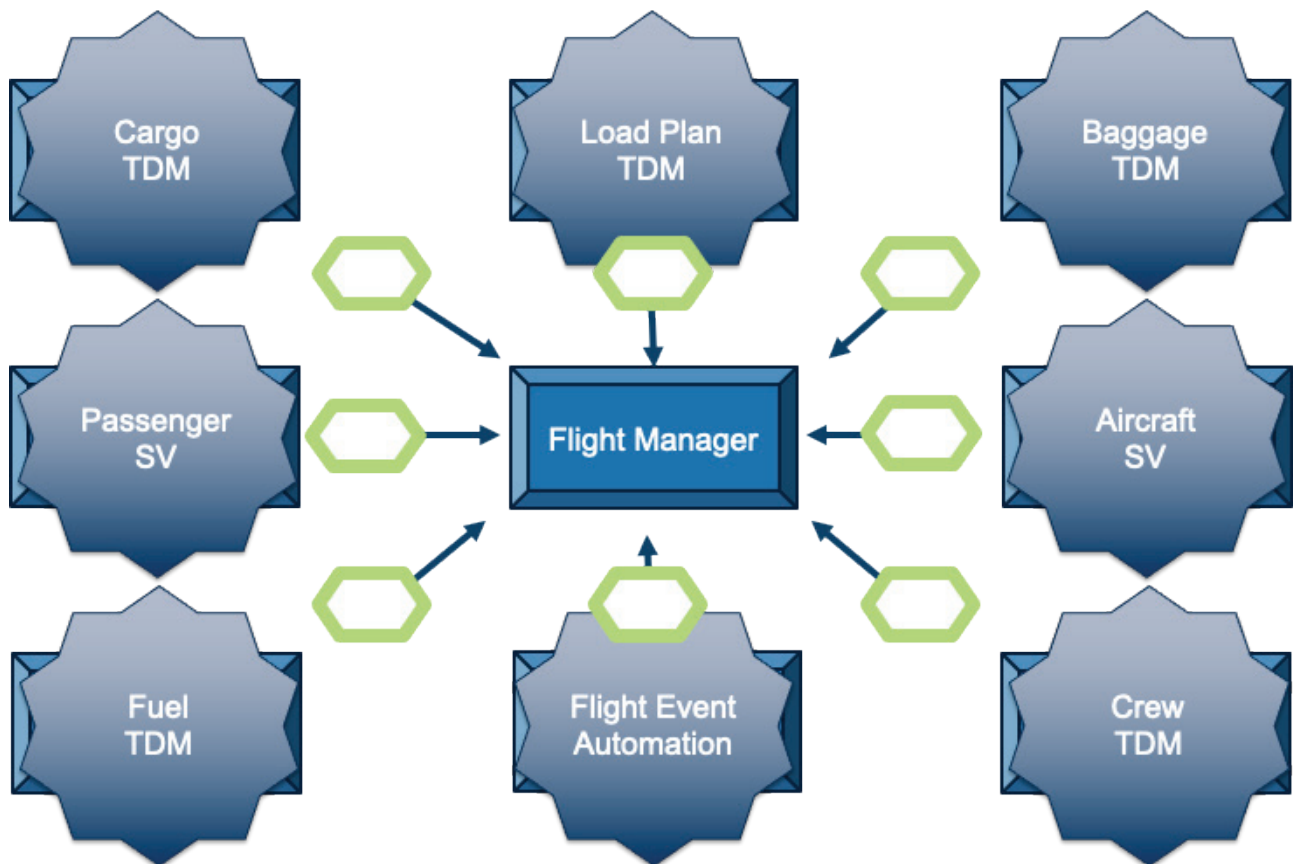 Cargo
TDM
Load Plan
TDM
Baggage
TDM
Passenger
SV
Flight Manager
Aircraft
SV
Fuel
TDM
Flight Event
Automation
Crew
TDM